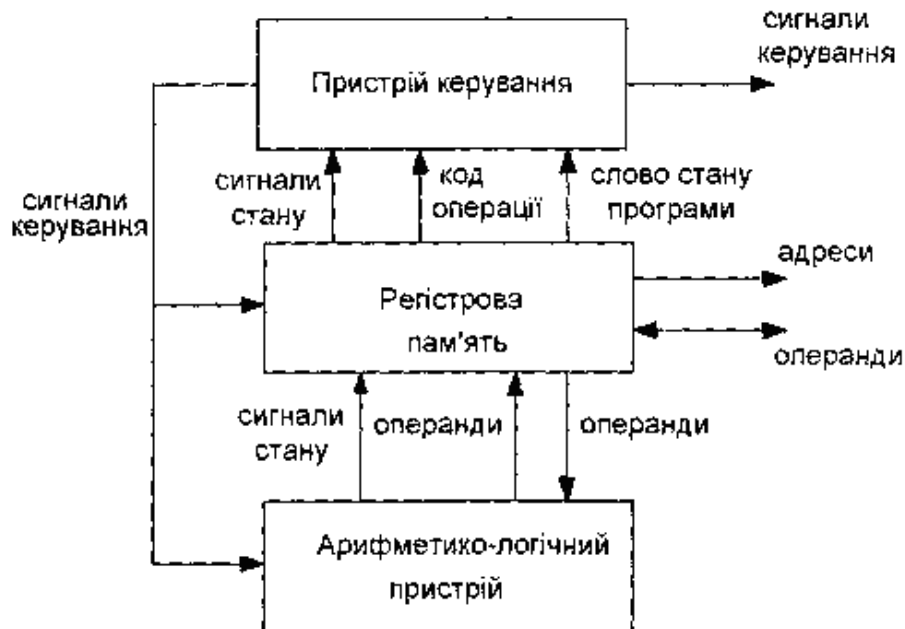 сигнали
керування
Пристрій керування
сигнали
керування
сигнали
стану
код
операції
слово стану
програми
адреси
Регістрова
пам'ять
операнди
сигнали
стану
операнди
операнди
Арифметико-логічний
пристрій